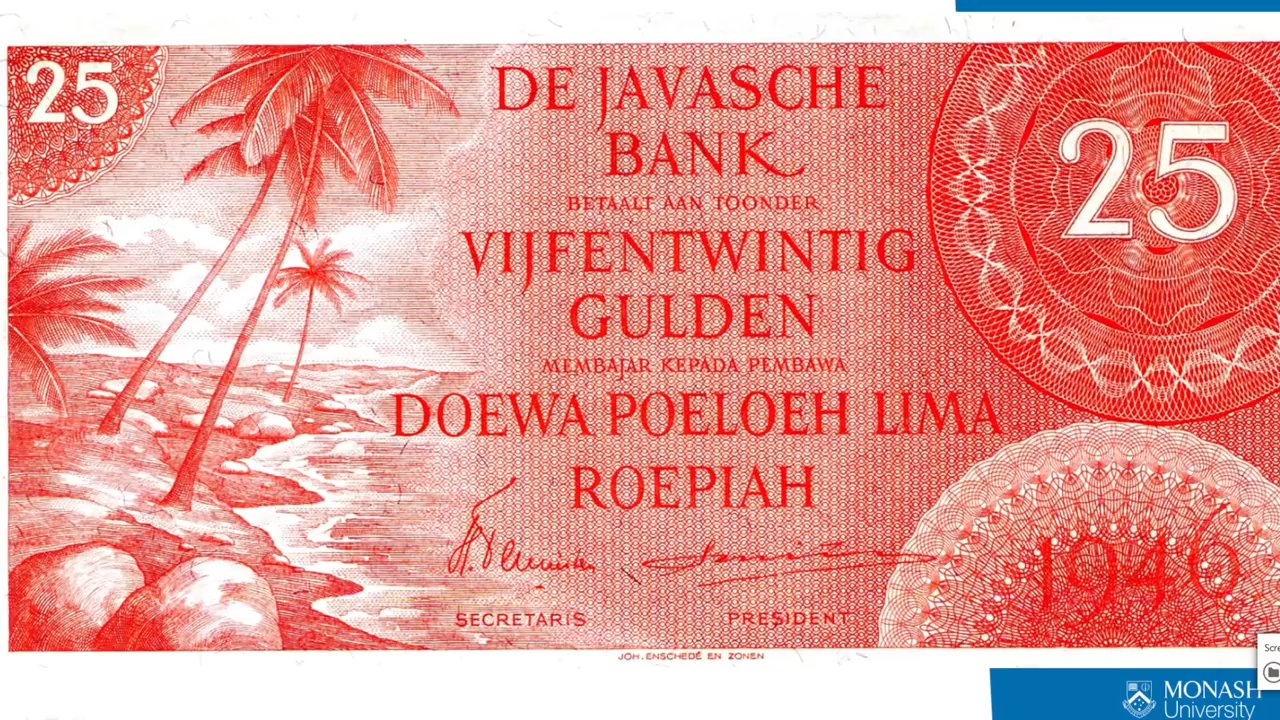 25
DE JAVASCHE
BANK
BETAALT AAN TOONDER
VIJFENTWINTIG
GULDEN
MEMBAJAR KEPADA PEMBAWA
DOEWA POELOEH LIMA
ROEPIAH
25
1946
SECRETARIS
PRESIDENT
JOH. ENSCHEDÉ EN ZONEN
MONASH
University